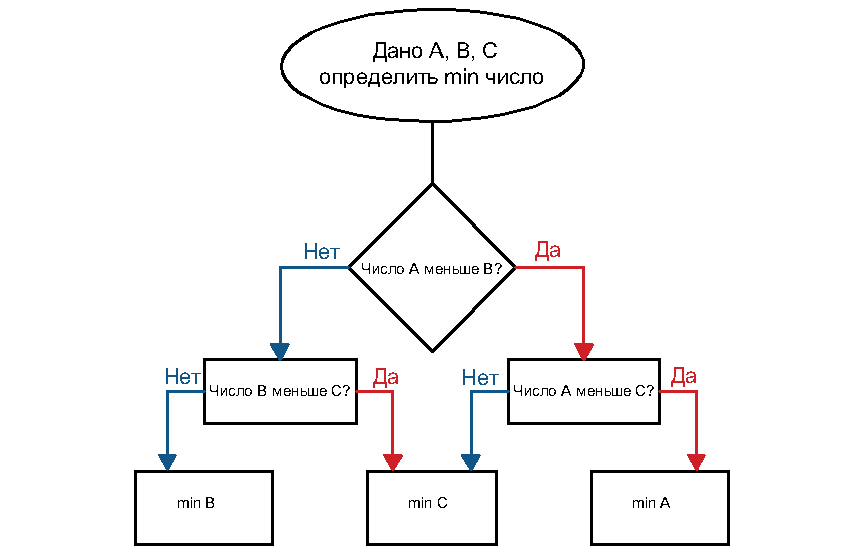 Дано А, В, С
определить min число
Нет
Да
Число А меньше В?
Нет
Да
Нет
Да
Число В меньше С?
Число А меньше С?
min В
min С
min А